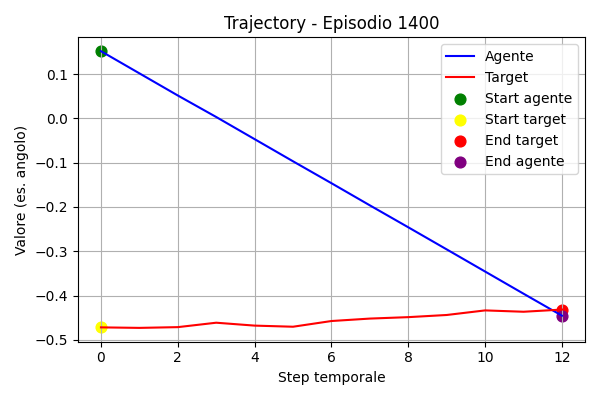 Trajectory - Episodio 1400
Valore (es. angolo)
0.1
0.0
−0.1
−0.2
−0.3
−0.4
−0.5
0 2 4 6 8 10 12
Step temporale
Agente
Target
Start agente
Start target
End target
End agente